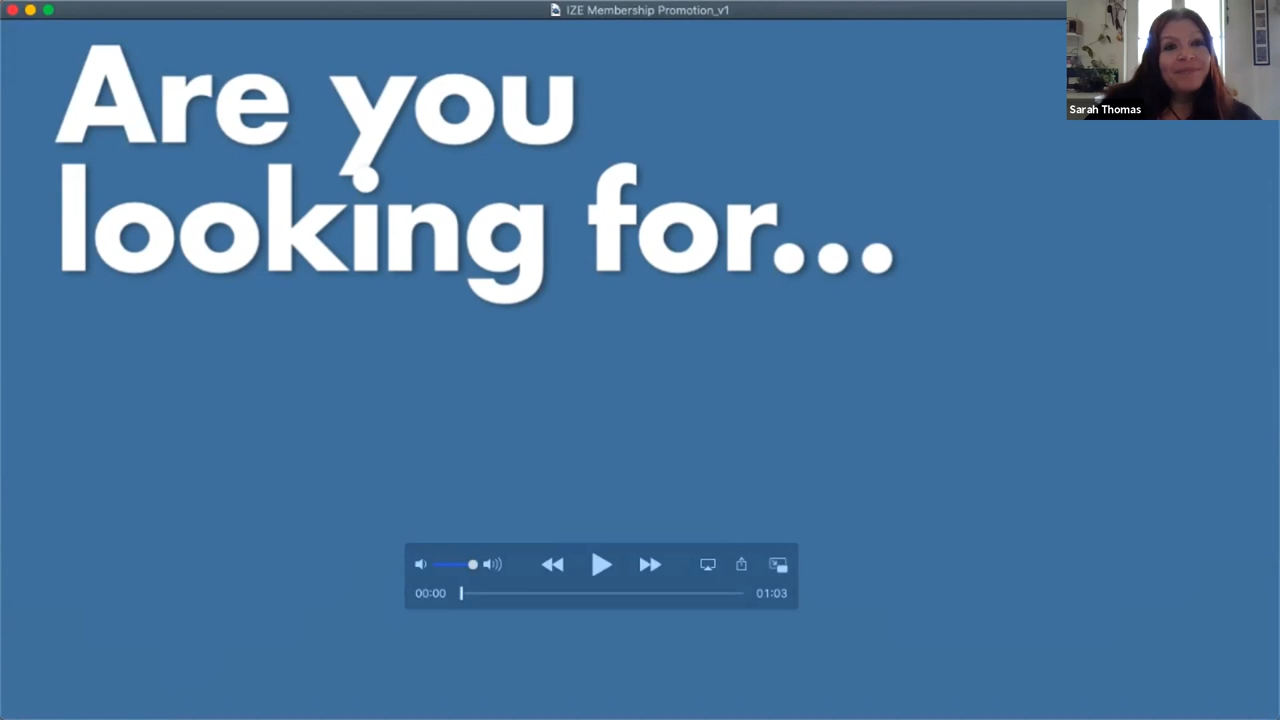 IZE Membership Promotion_v1
Are you
looking for...
Sarah Thomas
00:00
01:03